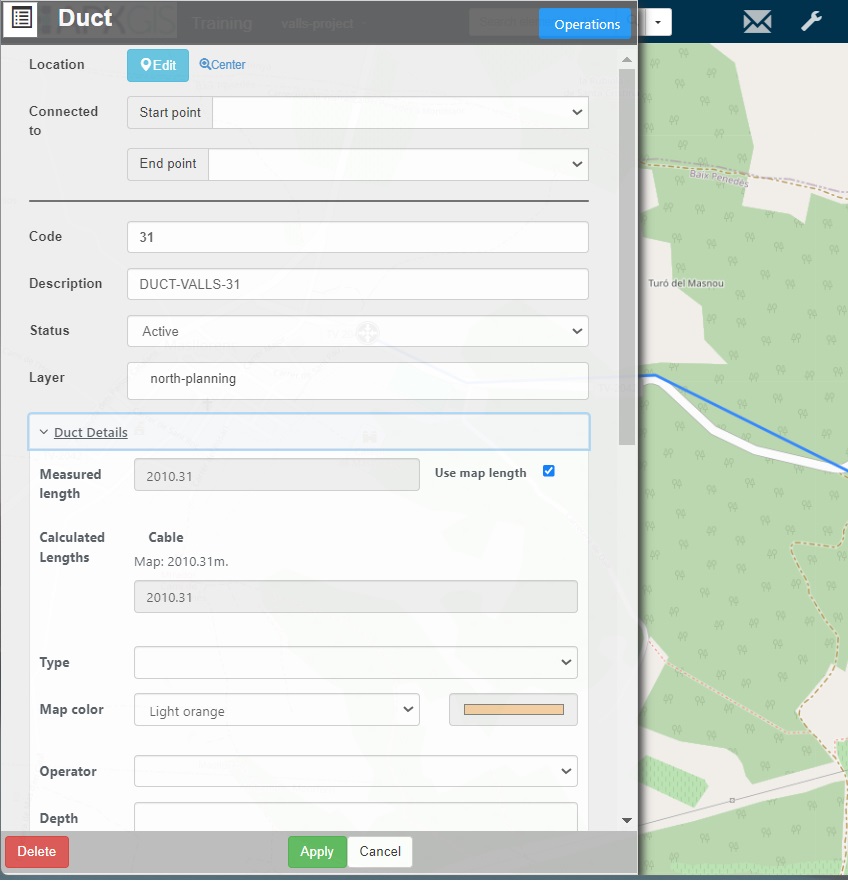 Duct
Training
valls-project
Operations
Location
Edit
Center
Connected
to
Start point
End point
Code
31
Description
DUCT-VALLS-31
Status
Active
Layer
north-planning
Duct Details
Measured
length
2010.31
Use map length
Calculated
Lengths
Cable
Map: 2010.31m.
2010.31
Type
Map color
Light orange
Operator
Depth
Delete
Apply
Cancel
Baix Penedès
Turó del Masnou